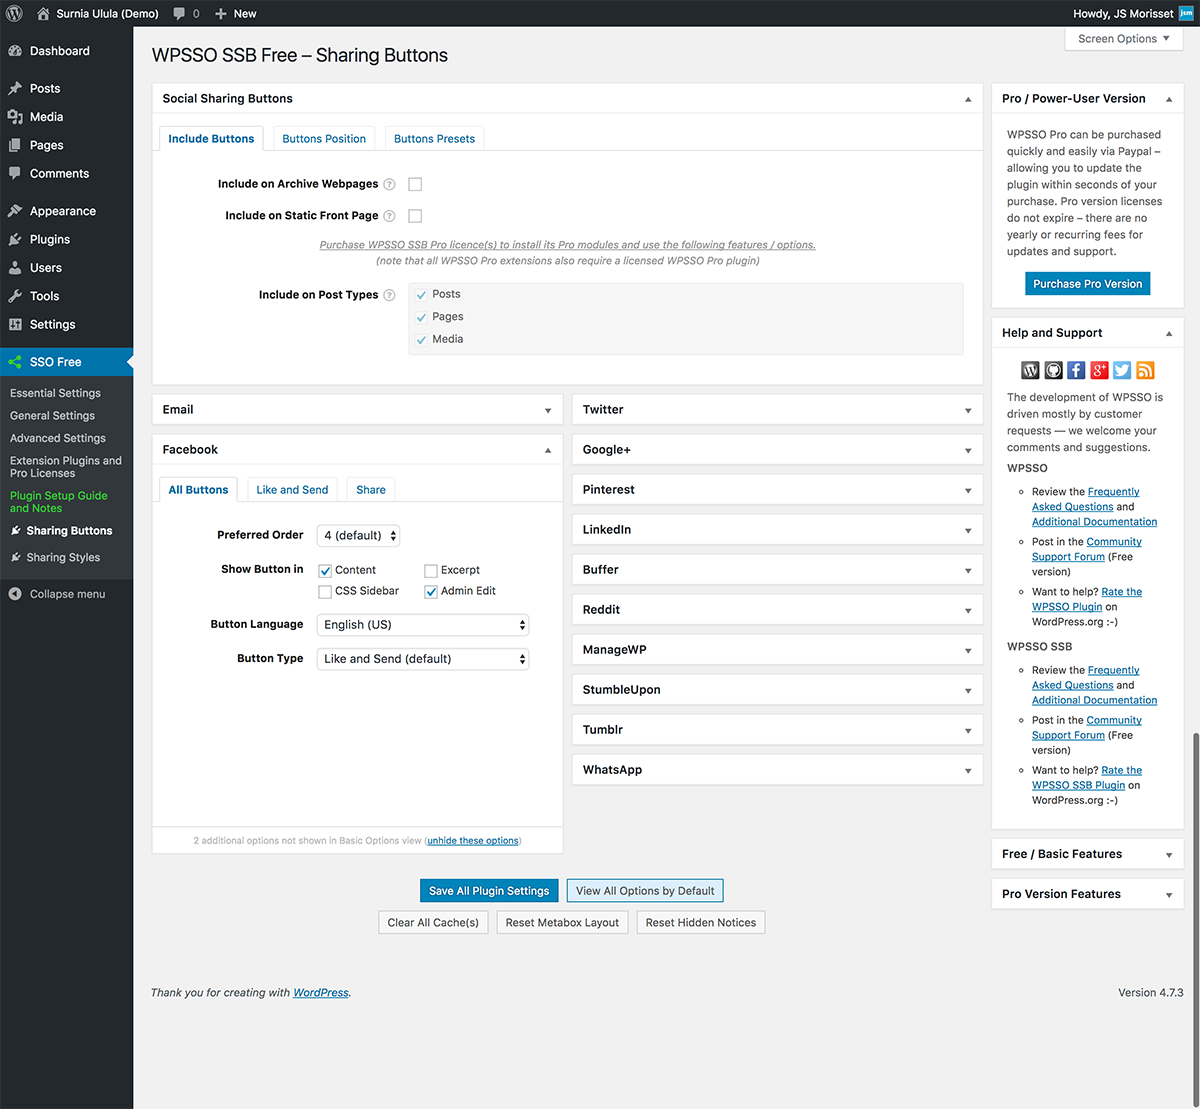 Surnia Ulula (Demo) 0 New Howdy, JS Morisset jsm
Screen Options
Dashboard
Posts
Media
Pages
Comments
Appearance
Plugins
Users
Tools
Settings
SSO Free
Essential Settings
General Settings
Advanced Settings
Extension Plugins and
Pro Licenses
Plugin Setup Guide
and Notes
Sharing Buttons
Sharing Styles
Collapse menu
WPSSO SSB Free – Sharing Buttons
Social Sharing Buttons
Include Buttons Buttons Position Buttons Presets
Include on Archive Webpages ?
Include on Static Front Page ?
Purchase WPSSO SSB Pro licence(s) to install its Pro modules and use the following features / options.
(note that all WPSSO Pro extensions also require a licensed WPSSO Pro plugin)
Include on Post Types ? Posts
Pages
Media
Email
Facebook
All Buttons Like and Send Share
Preferred Order 4 (default)
Show Button in Content Excerpt
CSS Sidebar Admin Edit
Button Language English (US)
Button Type Like and Send (default)
2 additional options not shown in Basic Options view (unhide these options)
Twitter
Google+
Pinterest
LinkedIn
Buffer
Reddit
ManageWP
StumbleUpon
Tumblr
WhatsApp
Save All Plugin Settings View All Options by Default
Clear All Cache(s) Reset Metabox Layout Reset Hidden Notices
Pro / Power-User Version
WPSSO Pro can be purchased
quickly and easily via Paypal –
allowing you to update the
plugin within seconds of your
purchase. Pro version licenses
do not expire – there are no
yearly or recurring fees for
updates and support.
Purchase Pro Version
Help and Support
The development of WPSSO is
driven mostly by customer
requests — we welcome your
comments and suggestions.
WPSSO
Review the Frequently
Asked Questions and
Additional Documentation
Post in the Community
Support Forum (Free
version)
Want to help? Rate the
WPSSO Plugin on
WordPress.org :-)
WPSSO SSB
Review the Frequently
Asked Questions and
Additional Documentation
Post in the Community
Support Forum (Free
version)
Want to help? Rate the
WPSSO SSB Plugin on
WordPress.org :-)
Free / Basic Features
Pro Version Features
Thank you for creating with WordPress.
Version 4.7.3